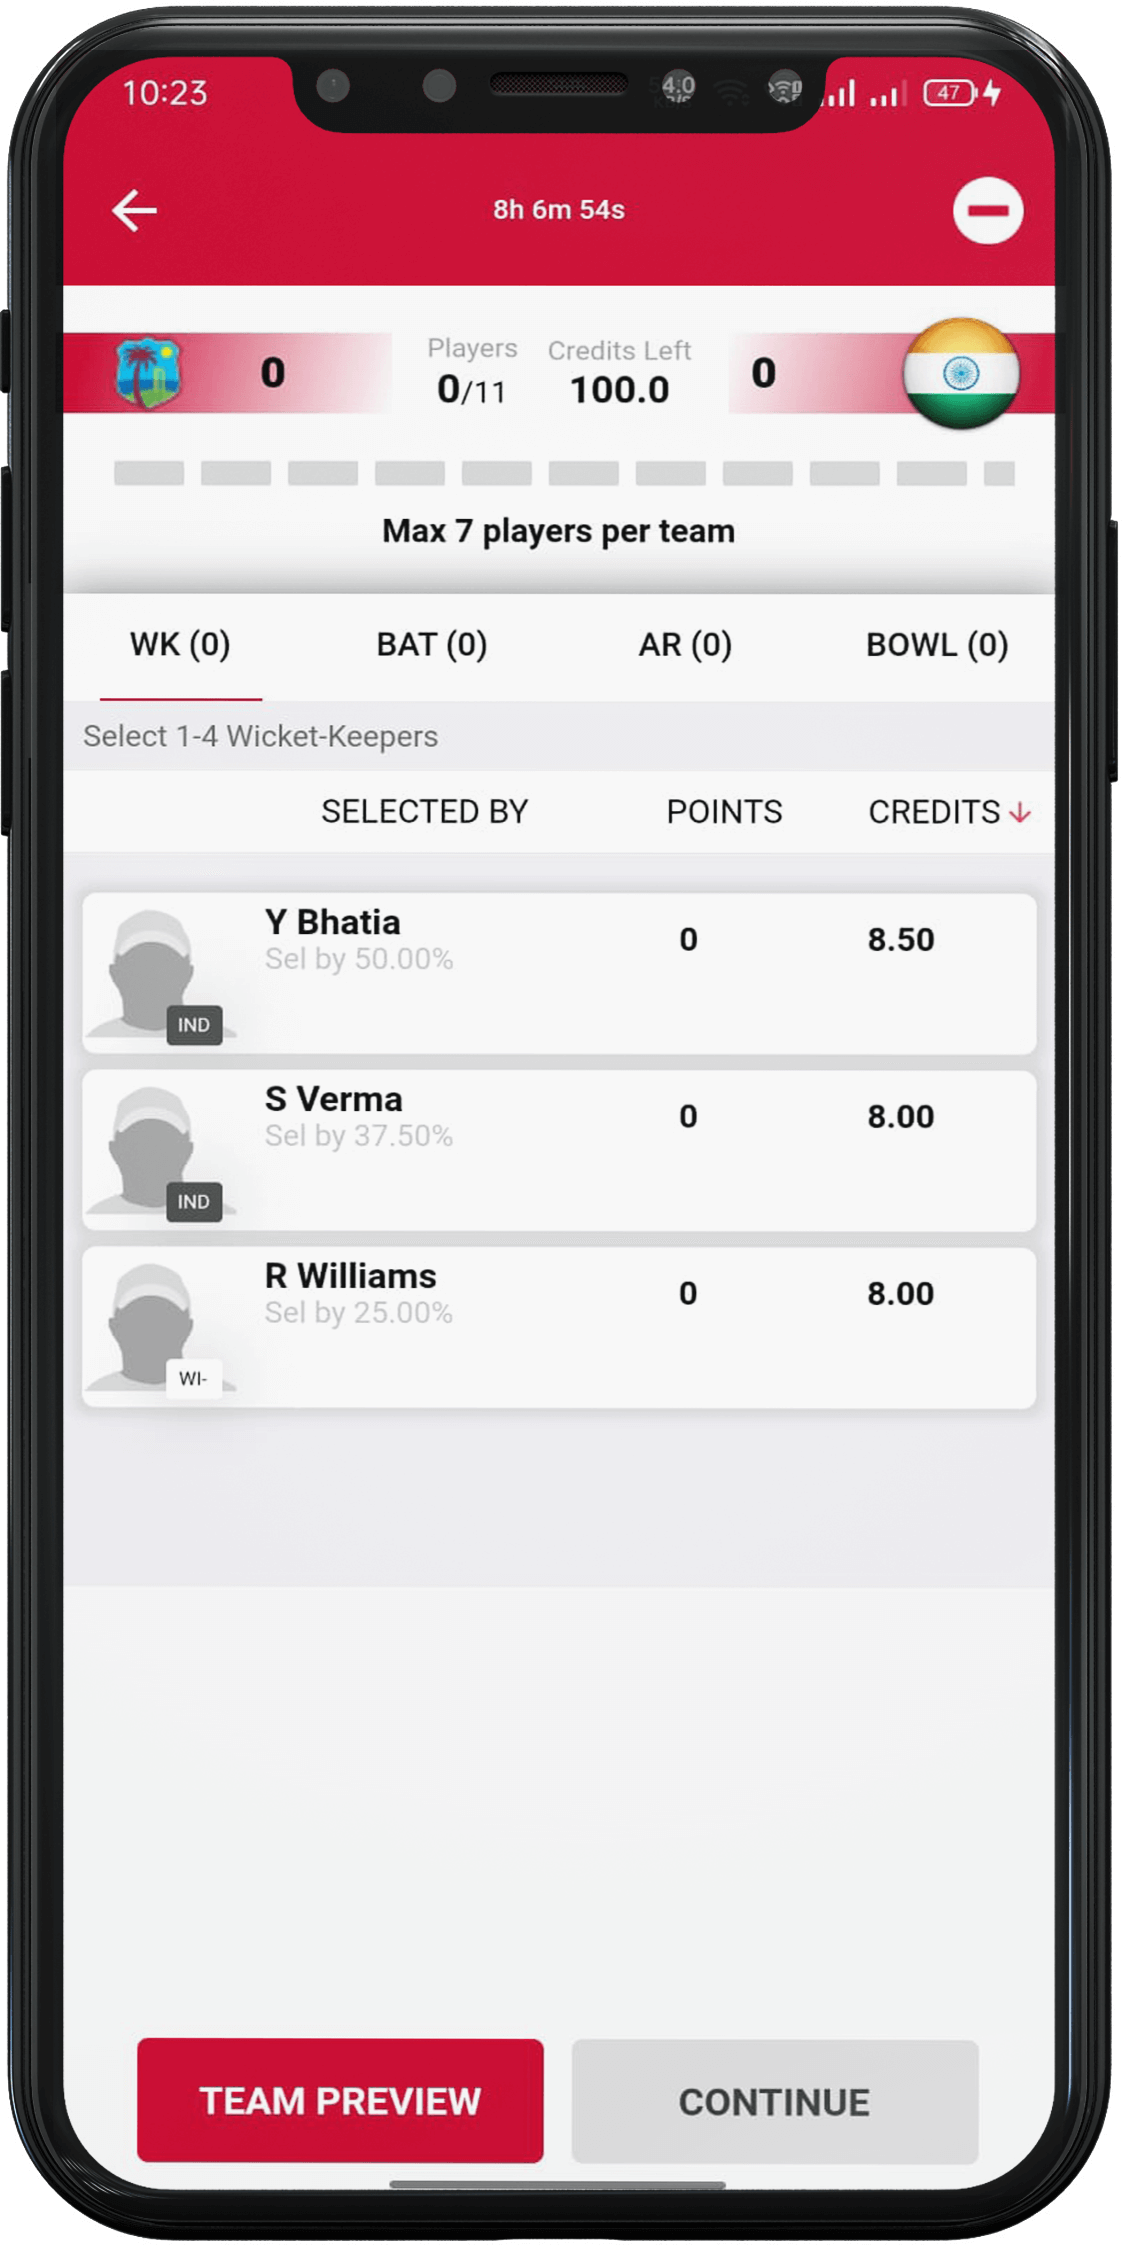 10:23
4.0
47
8h 6m 54s
Players
Credits Left
0
0/11
100.0
0
Max 7 players per team
WK (0)
BAT (0)
AR (0)
BOWL (0)
Select 1-4 Wicket-Keepers
SELECTED BY
POINTS
CREDITS
Y Bhatia
0
8.50
Sel by 50.00%
IND
S Verma
0
8.00
Sel by 37.50%
IND
R Williams
0
8.00
Sel by 25.00%
WI-
TEAM PREVIEW
CONTINUE